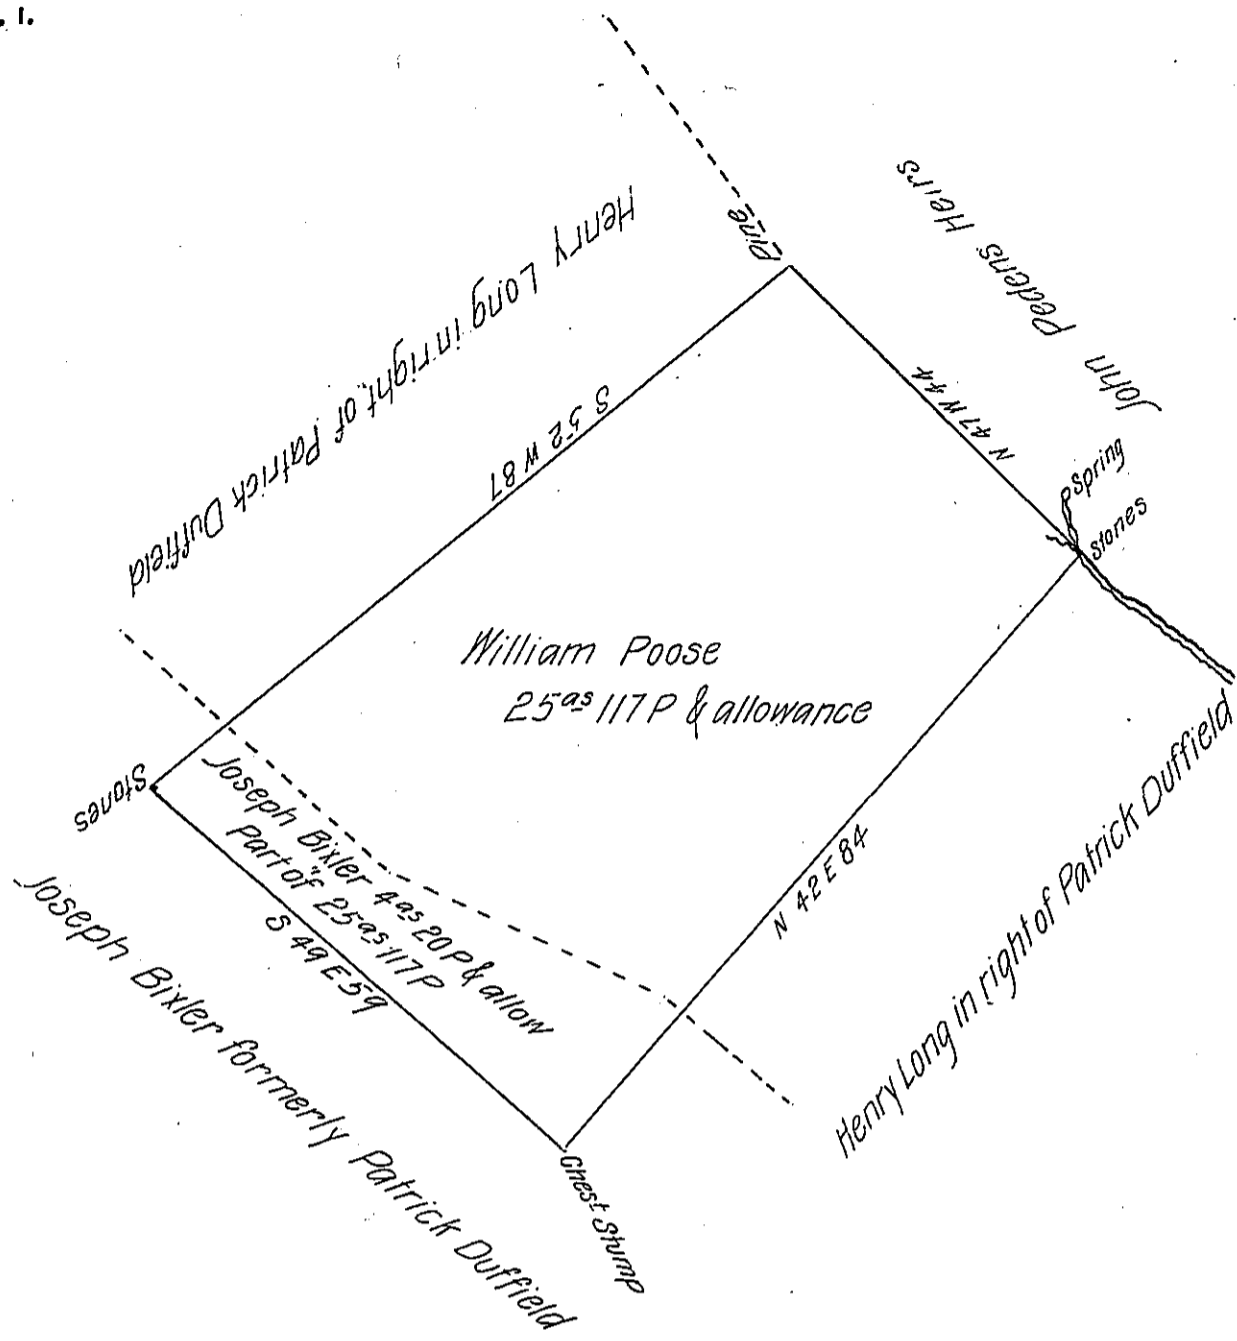 . 1.
Pine
John Pedens Heirs
Henry Long in right of Patrick Duffield
S 52 W 87
N 47 W 44
Spring
Stones
William Poose
25as 117 P & allowance
Stones
Joseph Bixler 4as 20 P & allow
Part of 25as 117 P
S 49 E 59
N 42 E 84
Joseph Bixler formerly Patrick Duffield
Henry Long in right of Patrick Duffield
Chest Stump